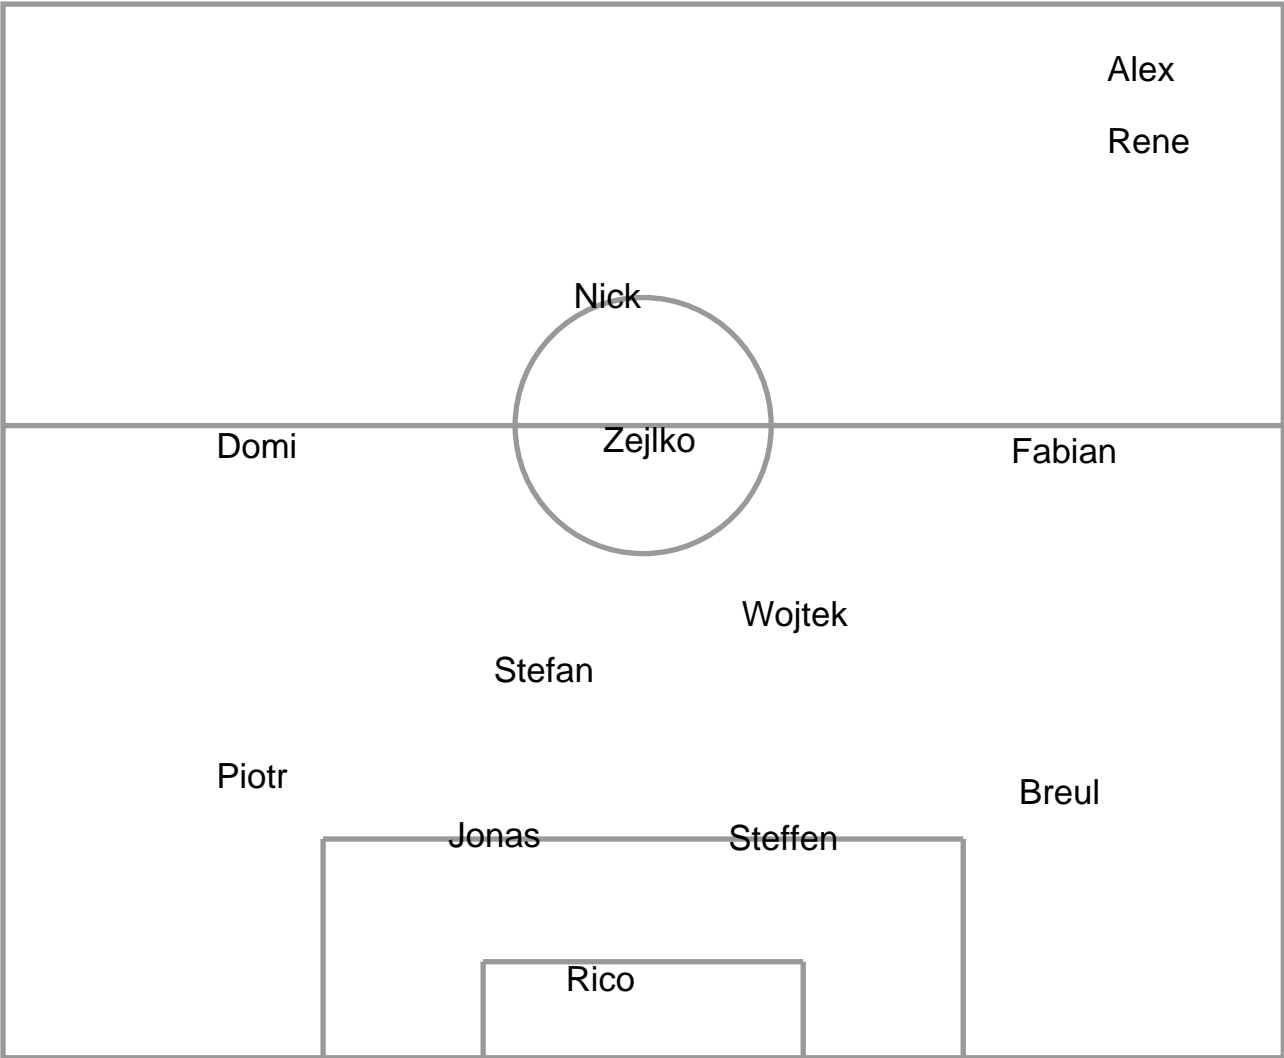 Alex
Rene
Nick
Domi
Zejlko
Fabian
Wojtek
Stefan
Piotr
Breul
Jonas
Steffen
Rico